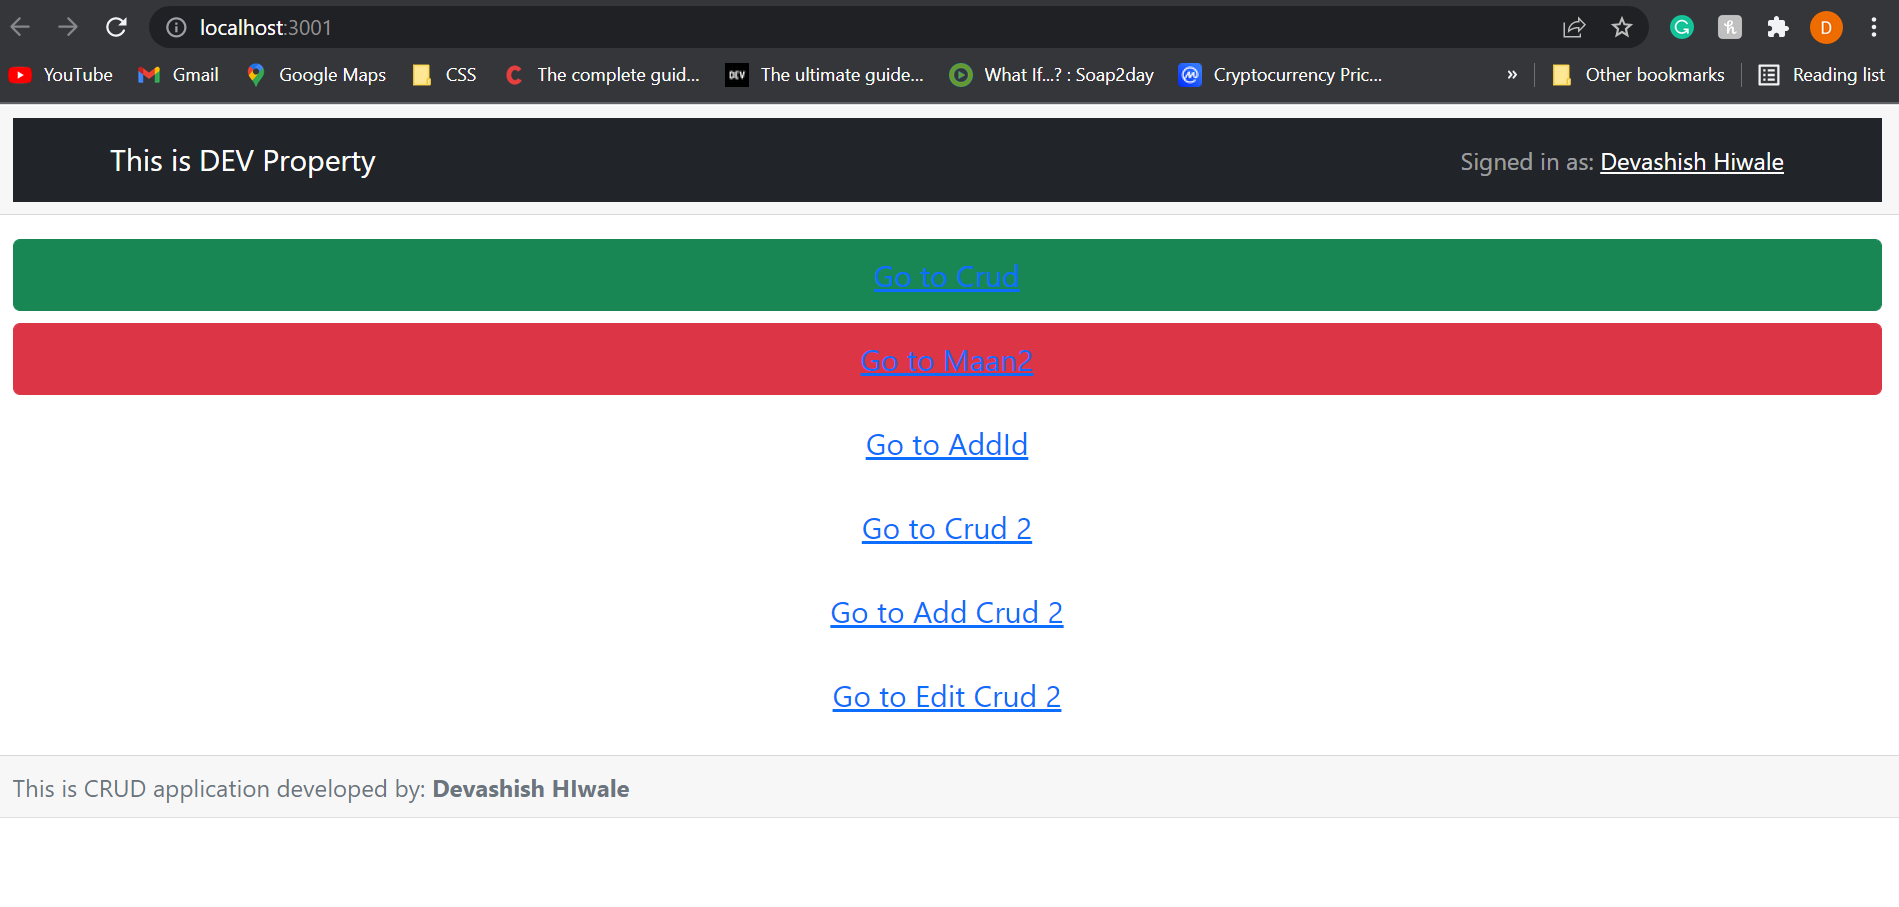 localhost:3001
D
YouTube Gmail Google Maps CSS The complete guid... DEV The ultimate guide... What If...? : Soap2day Cryptocurrency Pric... » Other bookmarks Reading list
This is DEV Property Signed in as: Devashish Hiwale
Go to Crud
Go to Maan2
Go to AddId
Go to Crud 2
Go to Add Crud 2
Go to Edit Crud 2
This is CRUD application developed by: Devashish HIwale